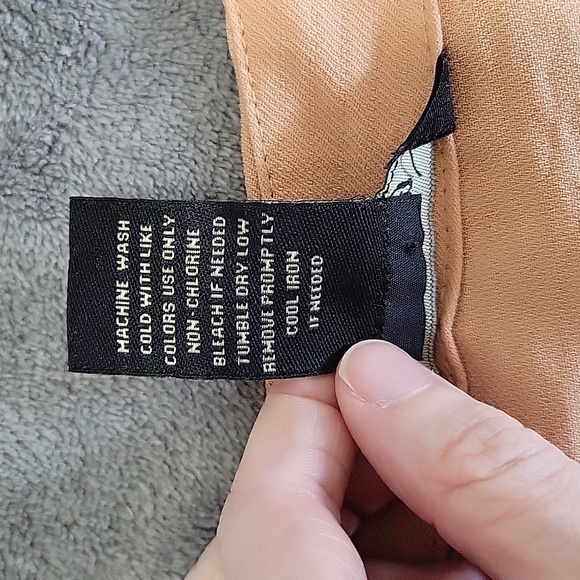 MACHINE WASH
COLD WITH LIKE
COLORS USE ONLY
NON-CHLORINE
BLEACH IF NEEDED
TUMBLE DRY LOW
REMOVE PROMPTLY
COOL IRON
IF NEEDED